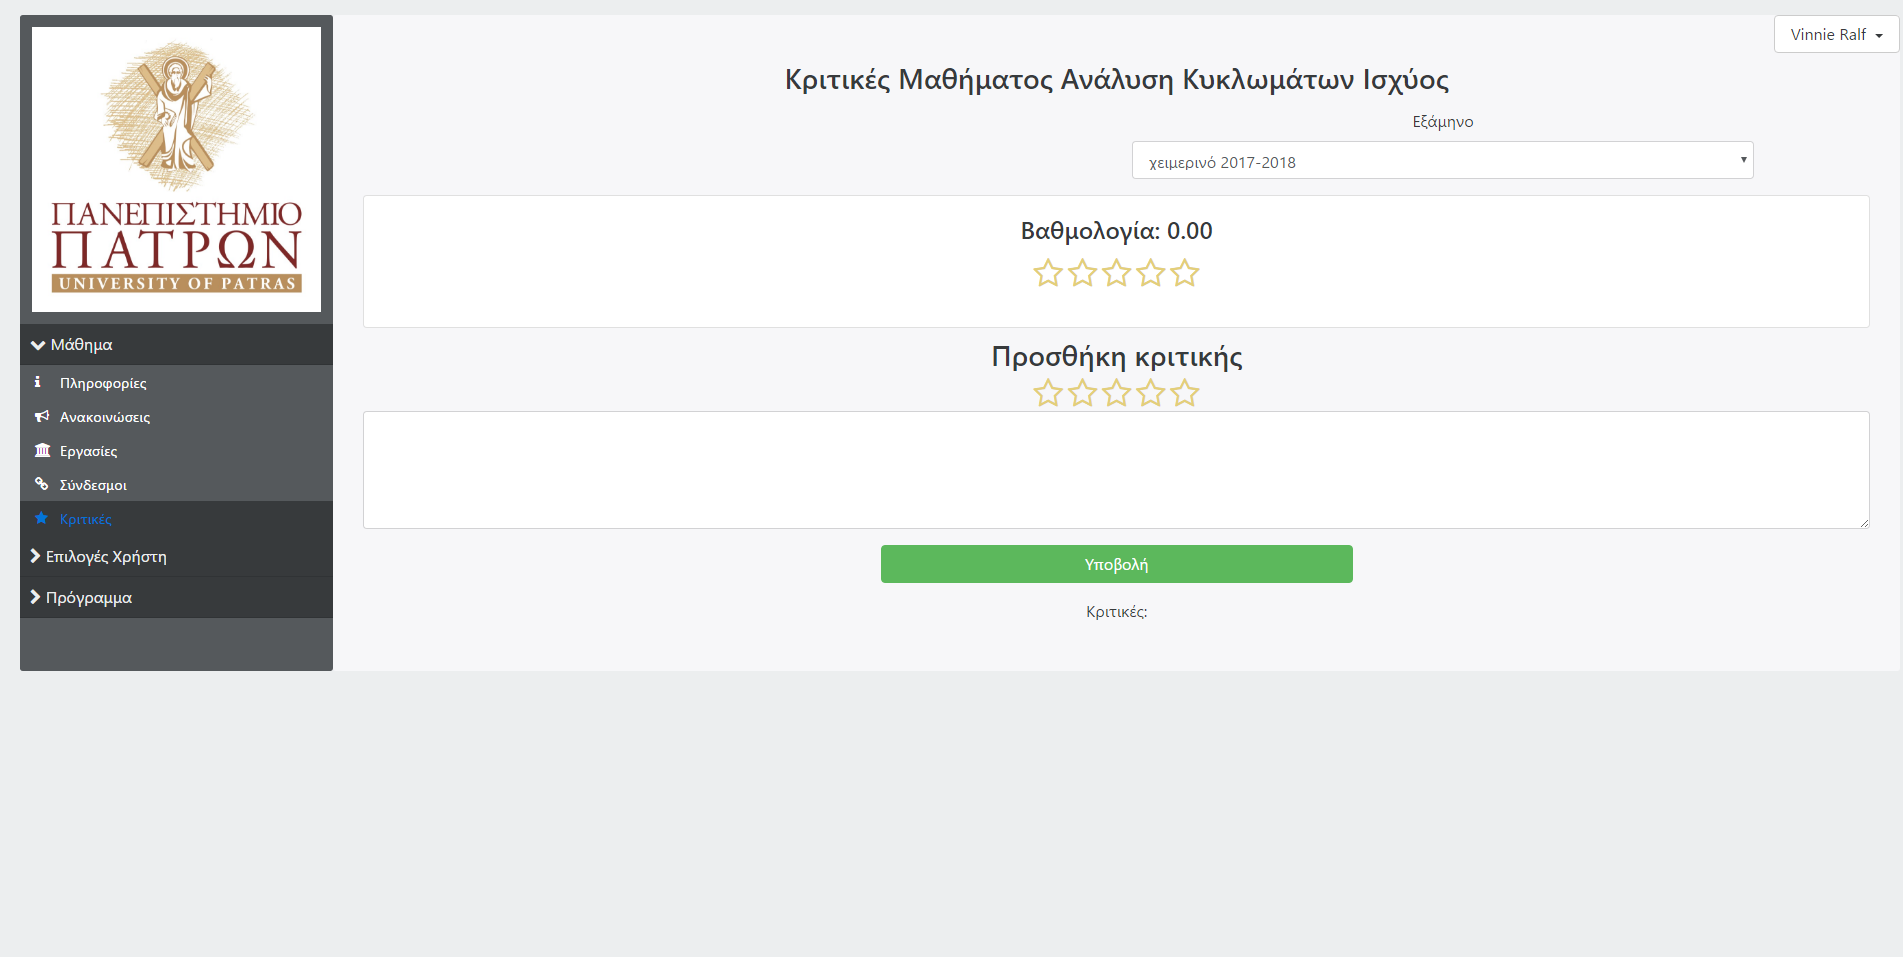 Vinnie Ralf
ΠΑΝΕΠΙΣΤΗΜΙΟ
ΠΑΤΡΩΝ
UNIVERSITY OF PATRAS
Μάθημα
Πληροφορίες
Ανακοινώσεις
Εργασίες
Σύνδεσμοι
Κριτικές
Επιλογές Χρήστη
Πρόγραμμα
Κριτικές Μαθήματος Ανάλυση Κυκλωμάτων Ισχύος
Εξάμηνο
χειμερινό 2017-2018
Βαθμολογία: 0.00
Προσθήκη κριτικής
Υποβολή
Κριτικές: